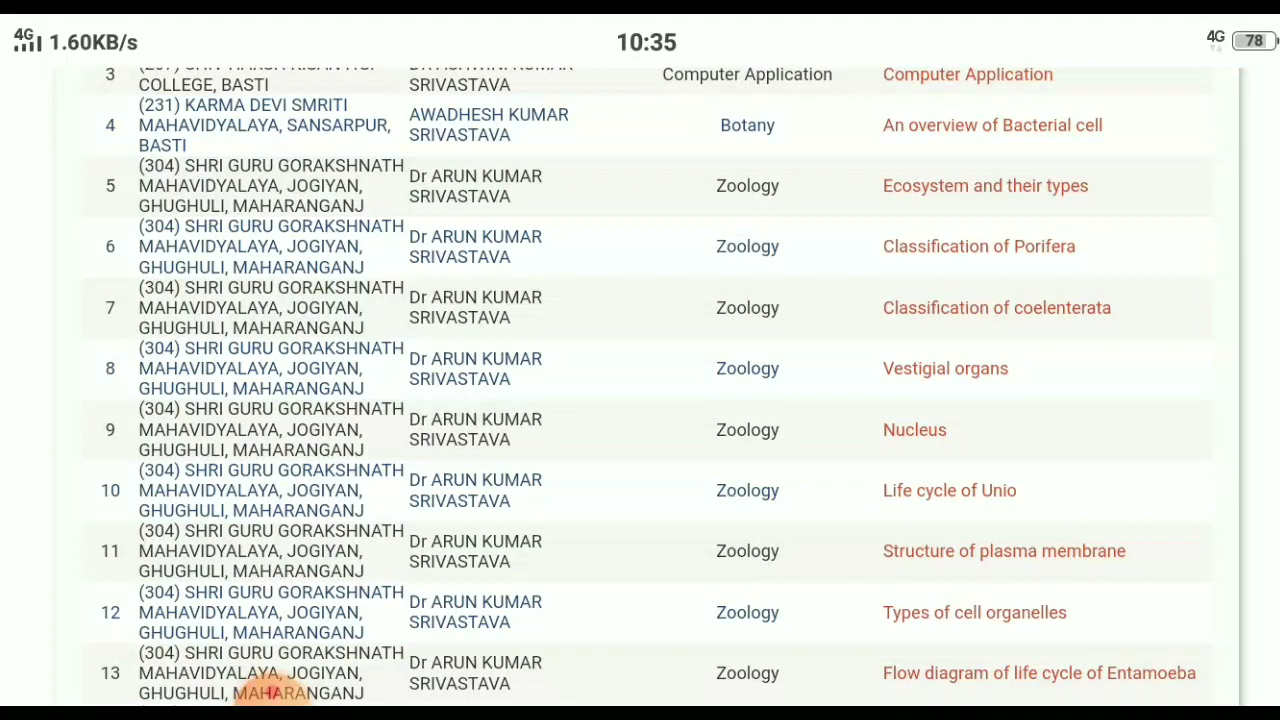 4G 1.60KB/s 10:35 4G 78
3 COLLEGE, BASTI SRIVASTAVA Computer Application Computer Application
(231) KARMA DEVI SMRITI
4 MAHAVIDYALAYA, SANSARPUR, AWADHESH KUMAR Botany An overview of Bacterial cell
BASTI SRIVASTAVA
(304) SHRI GURU GORAKSHNATH
5 MAHAVIDYALAYA, JOGIYAN, Dr ARUN KUMAR Zoology Ecosystem and their types
GHUGHULI, MAHARANGANJ SRIVASTAVA
(304) SHRI GURU GORAKSHNATH
6 MAHAVIDYALAYA, JOGIYAN, Dr ARUN KUMAR Zoology Classification of Porifera
GHUGHULI, MAHARANGANJ SRIVASTAVA
(304) SHRI GURU GORAKSHNATH
7 MAHAVIDYALAYA, JOGIYAN, Dr ARUN KUMAR Zoology Classification of coelenterata
GHUGHULI, MAHARANGANJ SRIVASTAVA
(304) SHRI GURU GORAKSHNATH
8 MAHAVIDYALAYA, JOGIYAN, Dr ARUN KUMAR Zoology Vestigial organs
GHUGHULI, MAHARANGANJ SRIVASTAVA
(304) SHRI GURU GORAKSHNATH
9 MAHAVIDYALAYA, JOGIYAN, Dr ARUN KUMAR Zoology Nucleus
GHUGHULI, MAHARANGANJ SRIVASTAVA
(304) SHRI GURU GORAKSHNATH
10 MAHAVIDYALAYA, JOGIYAN, Dr ARUN KUMAR Zoology Life cycle of Unio
GHUGHULI, MAHARANGANJ SRIVASTAVA
(304) SHRI GURU GORAKSHNATH
11 MAHAVIDYALAYA, JOGIYAN, Dr ARUN KUMAR Zoology Structure of plasma membrane
GHUGHULI, MAHARANGANJ SRIVASTAVA
(304) SHRI GURU GORAKSHNATH
12 MAHAVIDYALAYA, JOGIYAN, Dr ARUN KUMAR Zoology Types of cell organelles
GHUGHULI, MAHARANGANJ SRIVASTAVA
(304) SHRI GURU GORAKSHNATH
13 MAHAVIDYALAYA, JOGIYAN, Dr ARUN KUMAR Zoology Flow diagram of life cycle of Entamoeba
GHUGHULI, MAHARANGANJ SRIVASTAVA